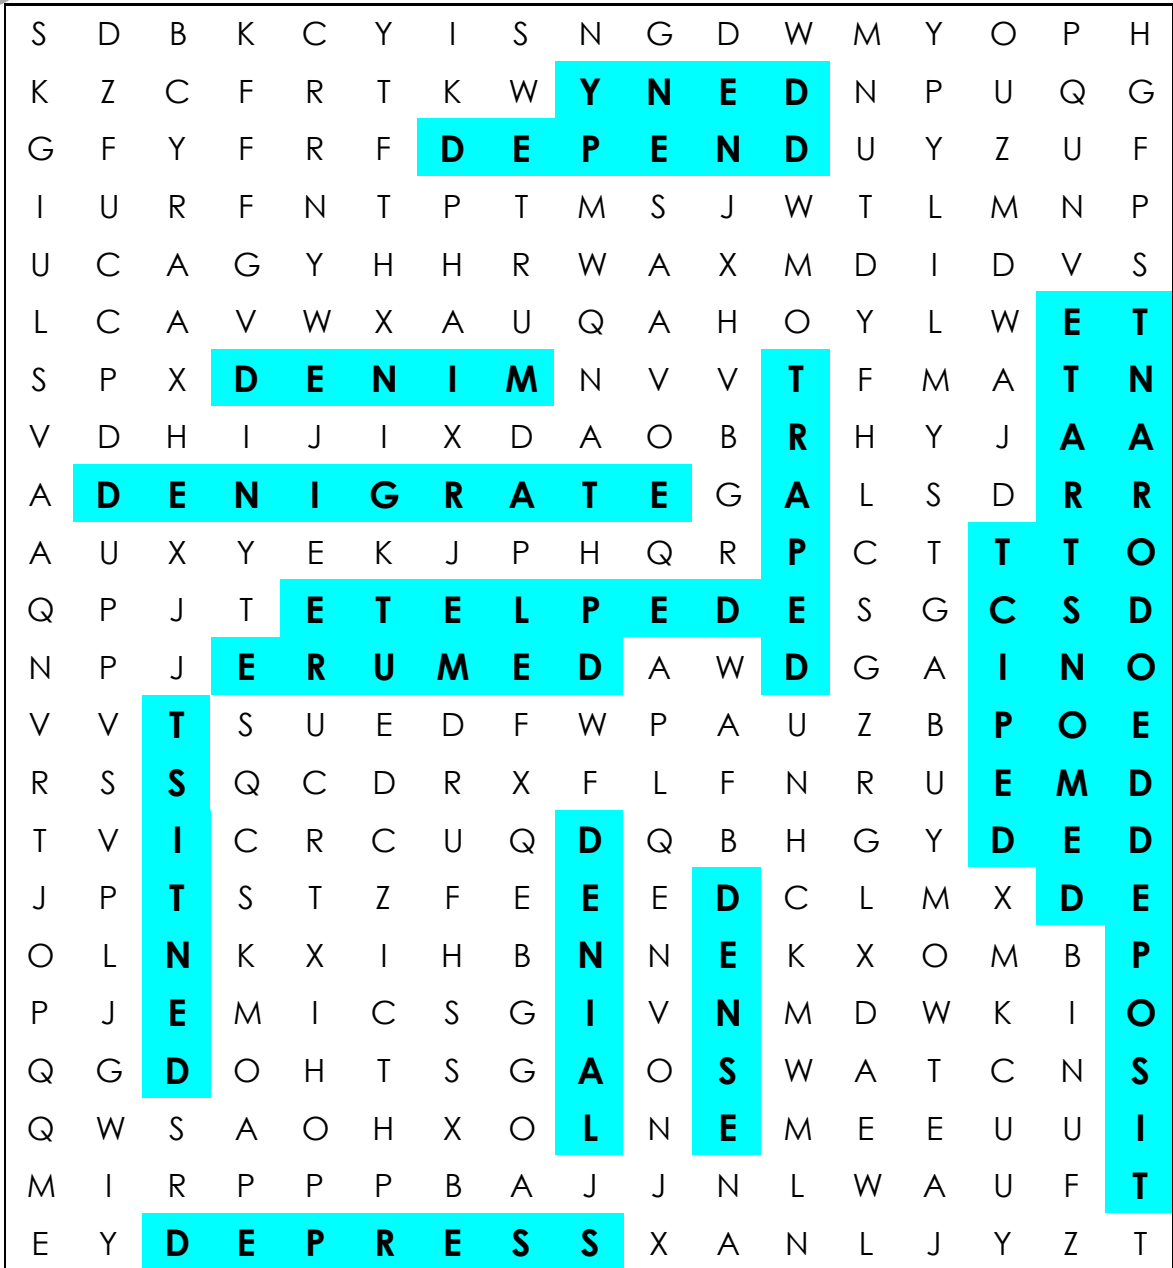 S D B K C Y I S N G D W M Y O P H
K Z C F R T K W Y N E D N P U Q G
G F Y F R F D E P E N D U Y Z U F
I U R F N T P T M S J W T L M N P
U C A G Y H H R W A X M D I D V S
L C A V W X A U Q A H O Y L W E T
S P X D E N I M N V V T F M A T N
V D H I J I X D A O B R H Y J A A
A D E N I G R A T E G A L S D R R
A U X Y E K J P H Q R P C T T T O
Q P J T E T E L P E D E S G C S D
N P J E R U M E D A W D G A I N O
V V T S U E D F W P A U Z B P O E
R S S Q C D R X F L F N R U E M D
T V I C R C U Q D Q B H G Y D E D
J P T S T Z F E E E D C L M X D E
O L N K X I H B N N E K X O M B P
P J E M I C S G I V N M D W K I O
Q G D O H T S G A O S W A T C N S
Q W S A O H X O L N E M E E U U I
M I R P P P B A J J N L W A U F T
E Y D E P R E S S X A N L J Y Z T